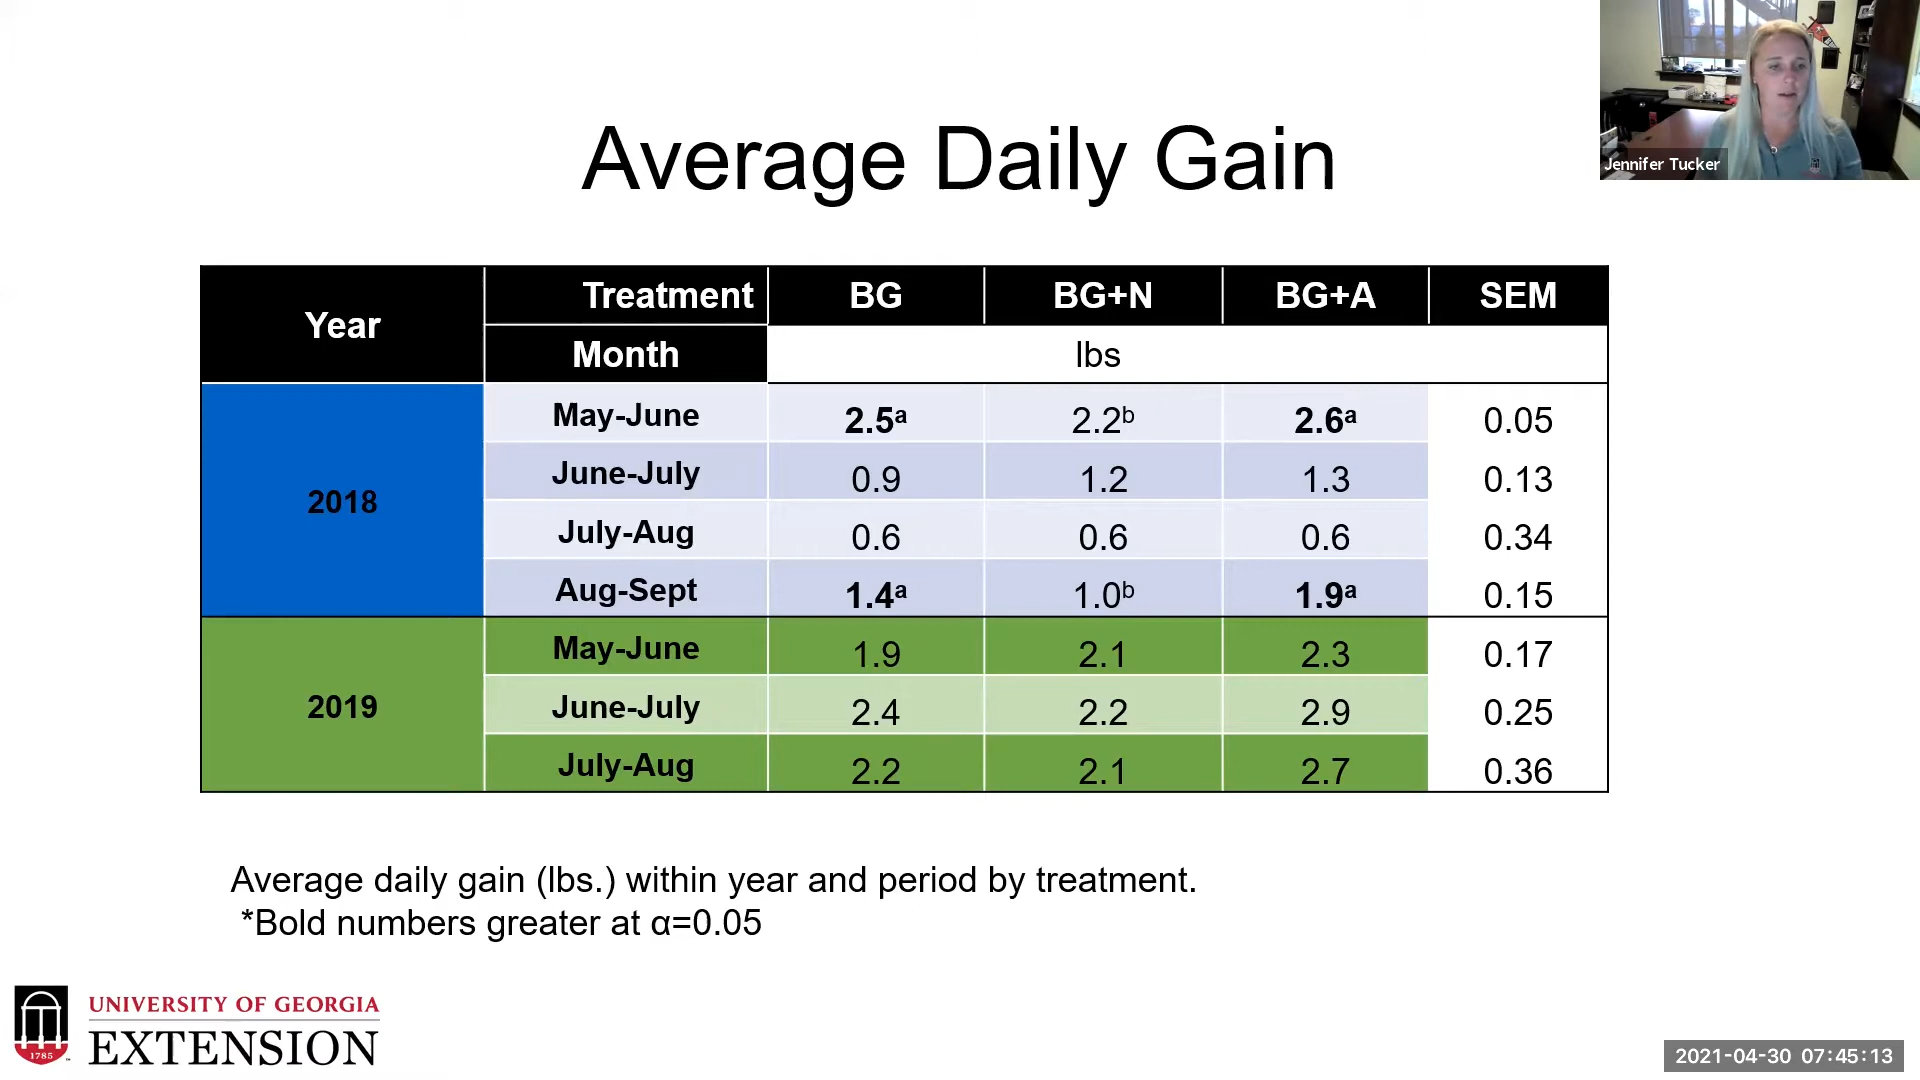 Jennifer Tucker
Average Daily Gain
Year Treatment BG BG+N BG+A SEM
Month lbs
2018
May-June 2.5ᵃ 2.2ᵇ 2.6ᵃ 0.05
June-July 0.9 1.2 1.3 0.13
July-Aug 0.6 0.6 0.6 0.34
Aug-Sept 1.4ᵃ 1.0ᵇ 1.9ᵃ 0.15
2019
May-June 1.9 2.1 2.3 0.17
June-July 2.4 2.2 2.9 0.25
July-Aug 2.2 2.1 2.7 0.36
Average daily gain (lbs.) within year and period by treatment.
*Bold numbers greater at α=0.05
1785
UNIVERSITY OF GEORGIA
EXTENSION
2021-04-30 07:45:13